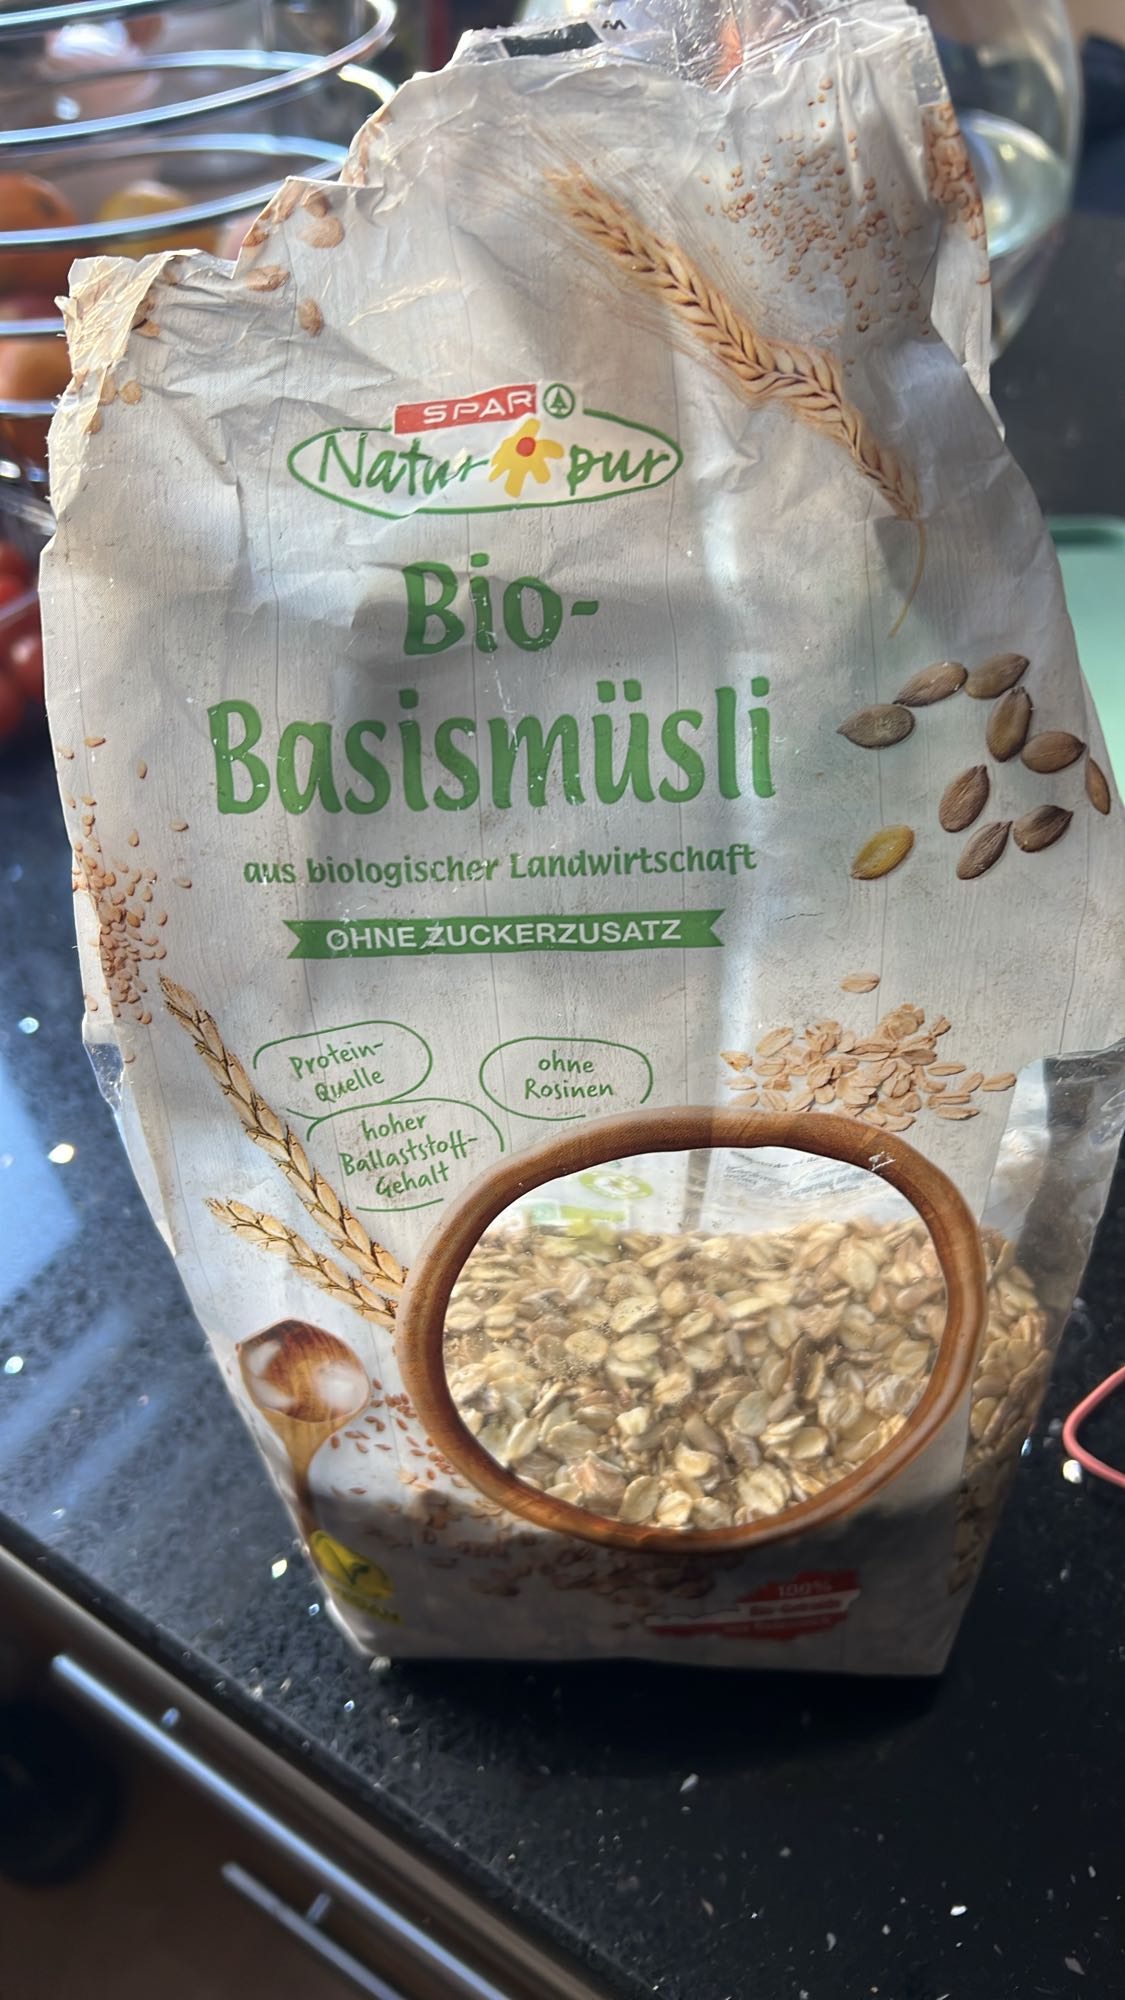 SPAR
Natur pur
Bio-
Basismüsli
aus biologischer Landwirtschaft
OHNE ZUCKERZUSATZ
Protein-
Quelle
ohne
Rosinen
hoher
Ballaststoff-
Gehalt
100%